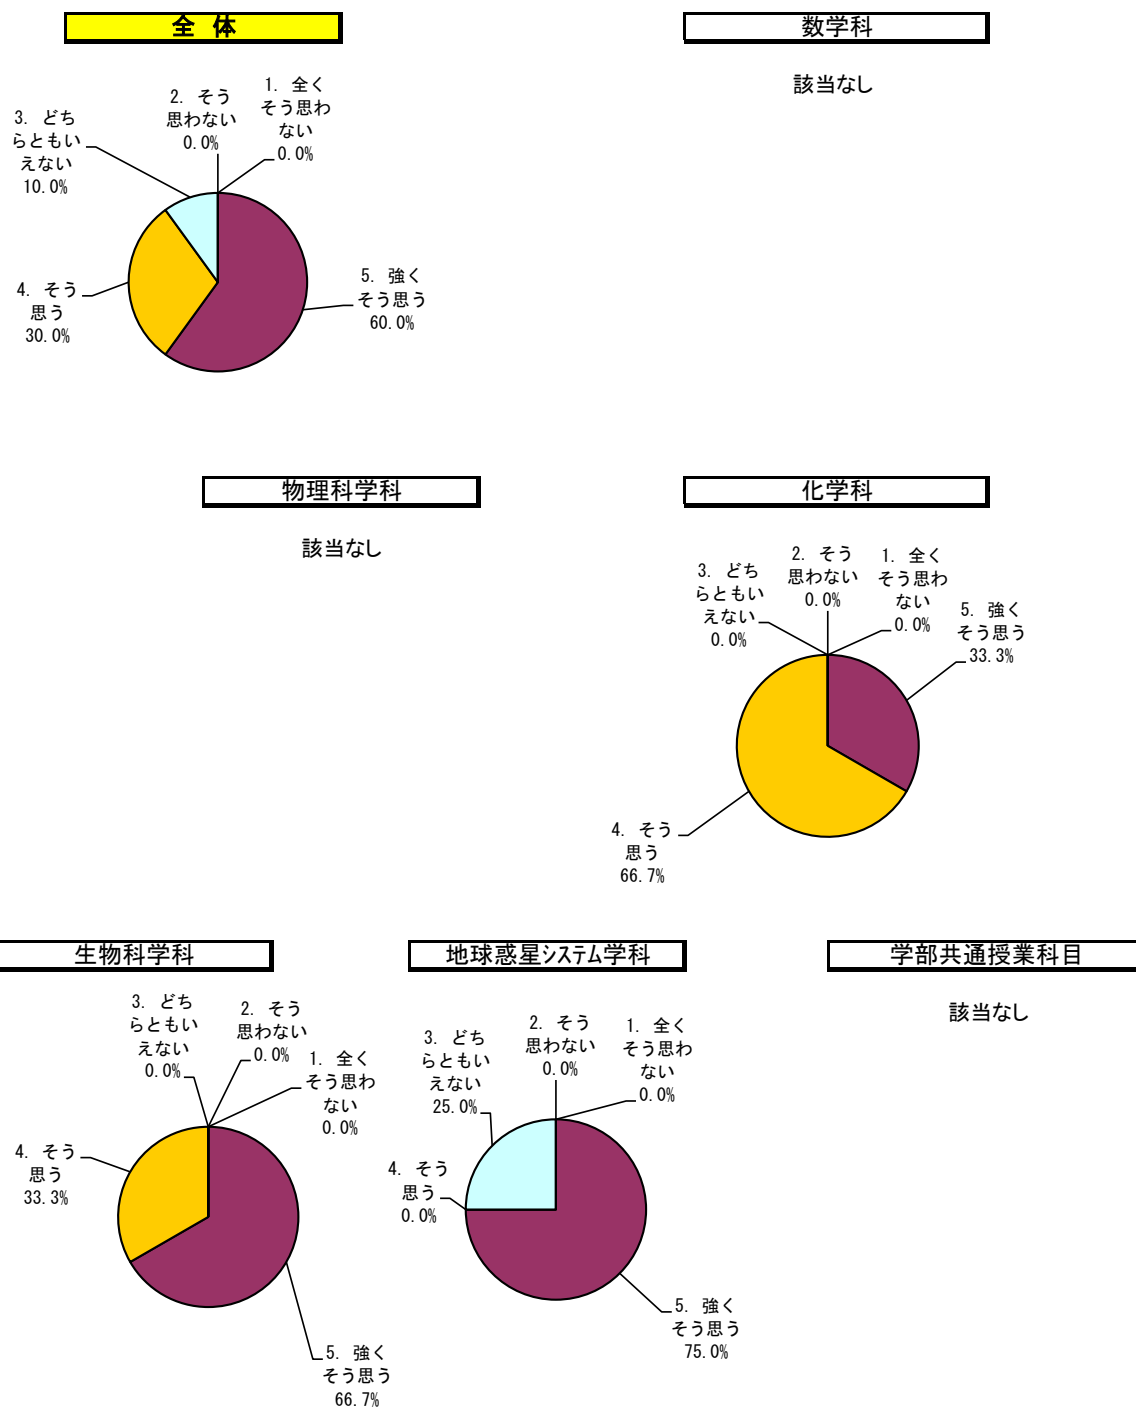 全 体
1. 全く
そう思わ
ない
0.0%
2. そう
思わない
0.0%
3. どち
らともい
えない
10.0%
4. そう
思う
30.0%
5. 強く
そう思う
60.0%
数学科
該当なし
物理科学科
該当なし
化学科
3. どち
らともい
えない
0.0%
2. そう
思わない
0.0%
1. 全く
そう思わ
ない
0.0%
5. 強く
そう思う
33.3%
4. そう
思う
66.7%
生物科学科
3. どち
らともい
えない
0.0%
2. そう
思わない
0.0%
1. 全く
そう思わ
ない
0.0%
4. そう
思う
33.3%
5. 強く
そう思う
66.7%
地球惑星システム学科
3. どち
らともい
えない
25.0%
2. そう
思わない
0.0%
1. 全く
そう思わ
ない
0.0%
4. そう
思う
0.0%
5. 強く
そう思う
75.0%
学部共通授業科目
該当なし